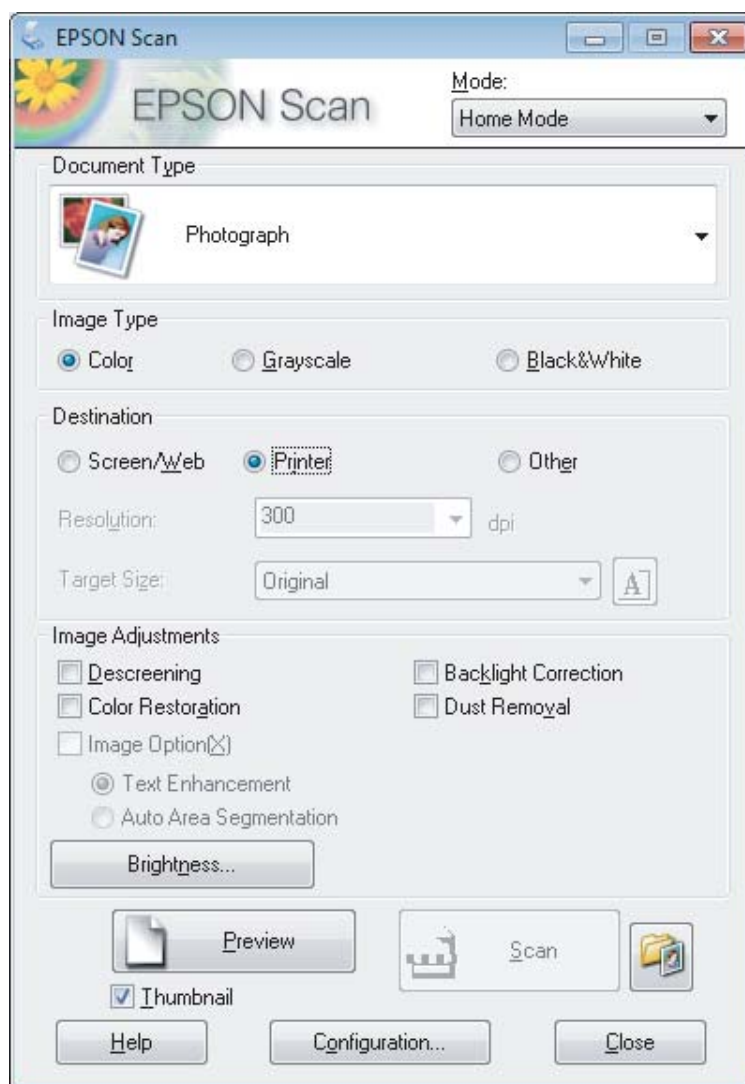 EPSON Scan
EPSON Scan
Mode:
Home Mode
Document Type
Photograph
Image Type
Color
Grayscale
Black&White
Destination
Screen/Web
Printer
Other
Resolution:
300
dpi
Target Size:
Original
A
Image Adjustments
Descreening
Backlight Correction
Color Restoration
Dust Removal
Image Option(X)
Text Enhancement
Auto Area Segmentation
Brightness...
Preview
Scan
Thumbnail
Help
Configuration...
Close